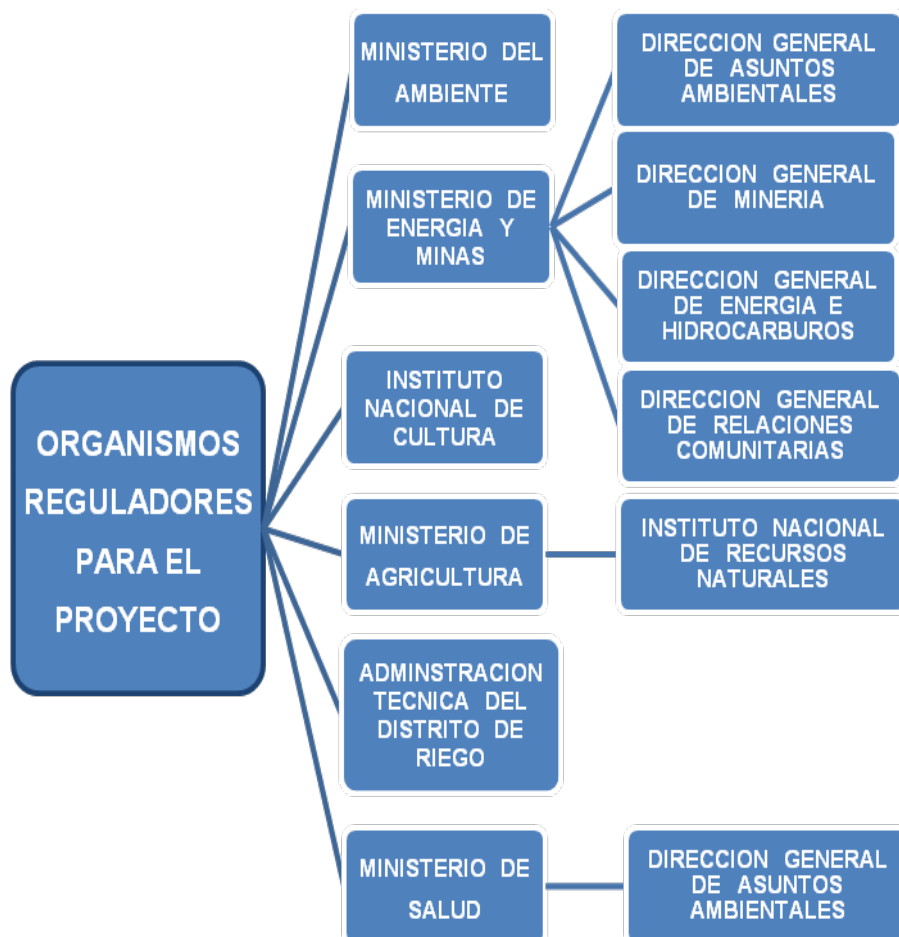 ORGANISMOS
REGULADORES
PARA EL
PROYECTO
MINISTERIO DEL
AMBIENTE
MINISTERIO DE
ENERGIA Y
MINAS
DIRECCION GENERAL
DE ASUNTOS
AMBIENTALES
DIRECCION GENERAL
DE MINERIA
DIRECCION GENERAL
DE ENERGIA E
HIDROCARBUROS
DIRECCION GENERAL
DE RELACIONES
COMUNITARIAS
INSTITUTO
NACIONAL DE
CULTURA
MINISTERIO DE
AGRICULTURA
INSTITUTO NACIONAL
DE RECURSOS
NATURALES
ADMINSTRACION
TECNICA DEL
DISTRITO DE
RIEGO
MINISTERIO DE
SALUD
DIRECCION GENERAL
DE ASUNTOS
AMBIENTALES